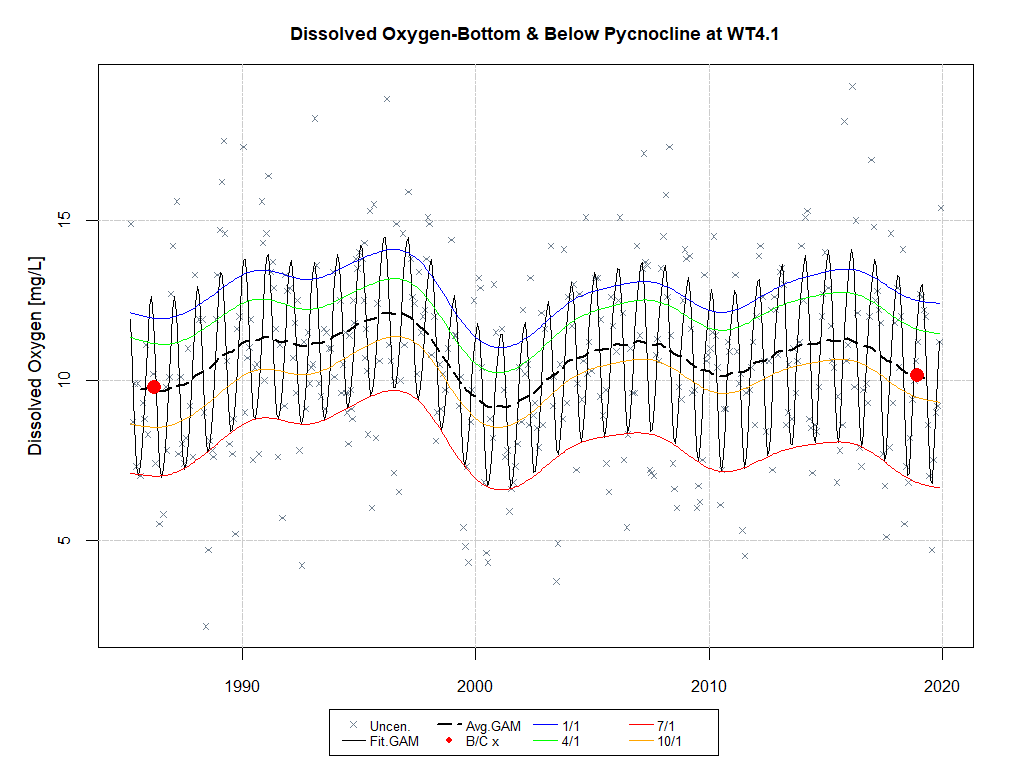 Dissolved Oxygen-Bottom & Below Pycnocline at WT4.1
Dissolved Oxygen [mg/L]
15
10
5
1990 2000 2010 2020
Uncen. Avg.GAM 1/1 7/1
Fit.GAM B/C x 4/1 10/1